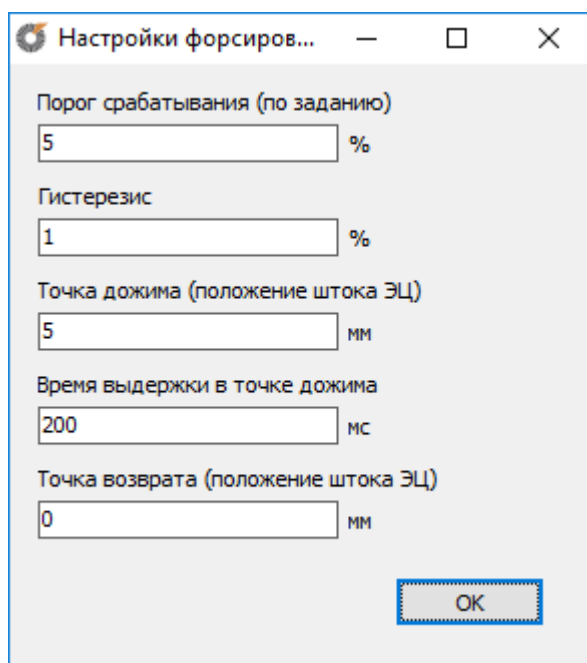 Настройки форсиров...
Порог срабатывания (по заданию)
5 %
Гистерезис
1 %
Точка дожима (положение штока ЭЦ)
5 мм
Время выдержки в точке дожима
200 мс
Точка возврата (положение штока ЭЦ)
0 мм
OK